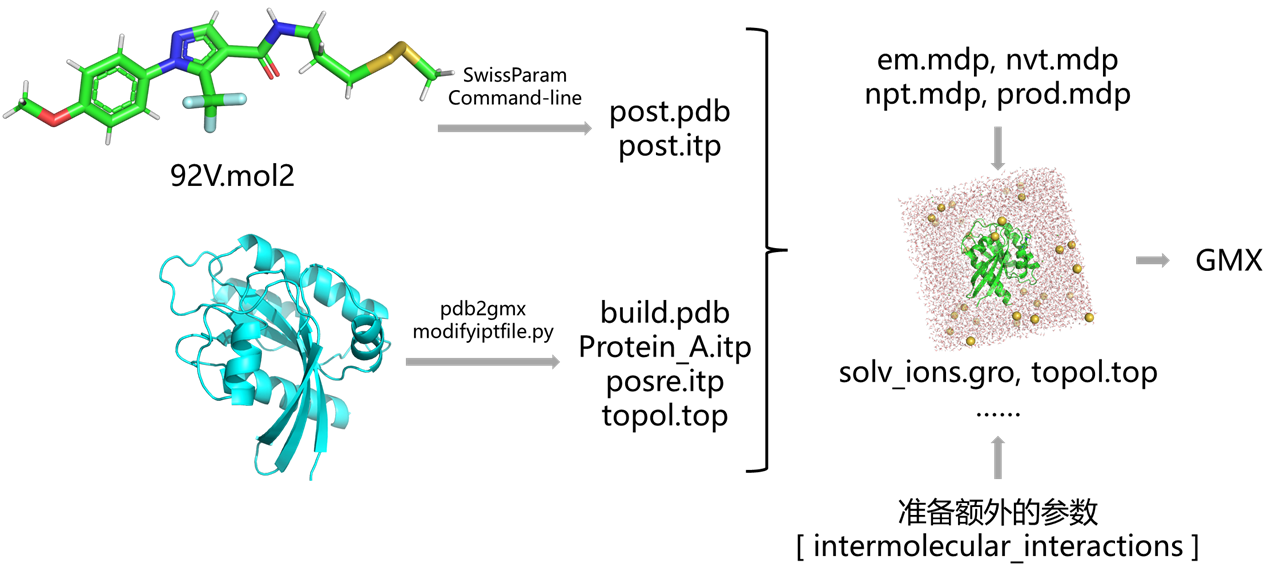 SwissParam
Command-line
92V.mol2
post.pdb
post.itp
pdb2gmx
modifyiptfile.py
build.pdb
Protein_A.itp
posre.itp
topol.top
em.mdp, nvt.mdp
npt.mdp, prod.mdp
solv_ions.gro, topol.top
......
准备额外的参数
[ intermolecular_interactions ]
GMX